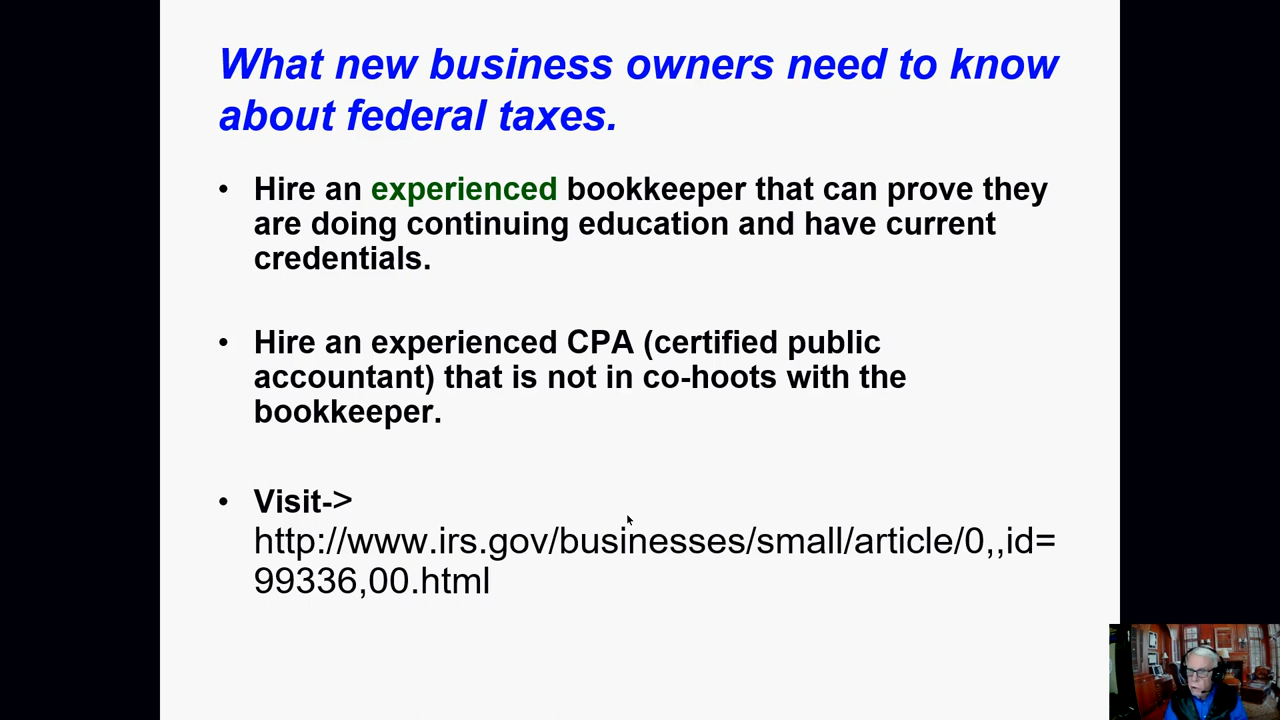 What new business owners need to know
about federal taxes.
• Hire an experienced bookkeeper that can prove they
are doing continuing education and have current
credentials.
• Hire an experienced CPA (certified public
accountant) that is not in co-hoots with the
bookkeeper.
• Visit->
http://www.irs.gov/businesses/small/article/0,,id=
99336,00.html